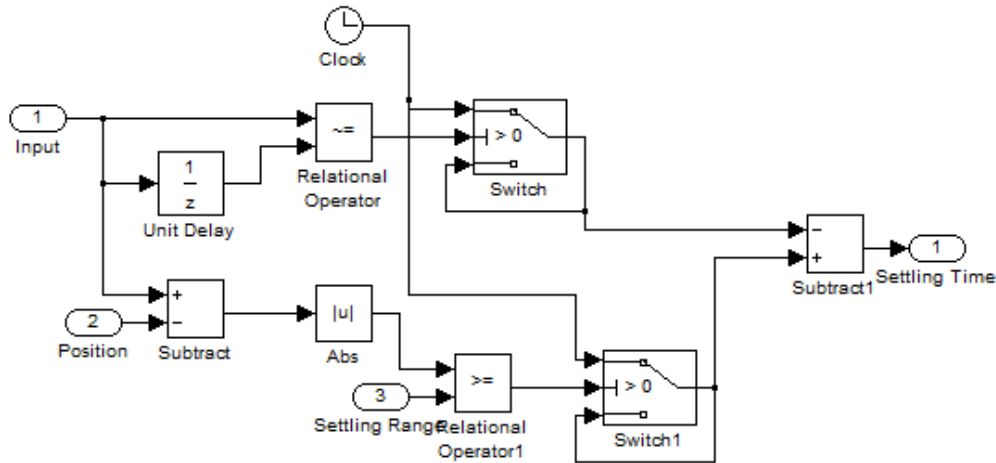 Clock
1
Input
~=
Relational
Operator
> 0
Switch
1
z
Unit Delay
−
+
Subtract1
1
Settling Time
2
Position
+
−
Subtract
|u|
Abs
3
Settling Range
>=
Relational
Operator1
> 0
Switch1